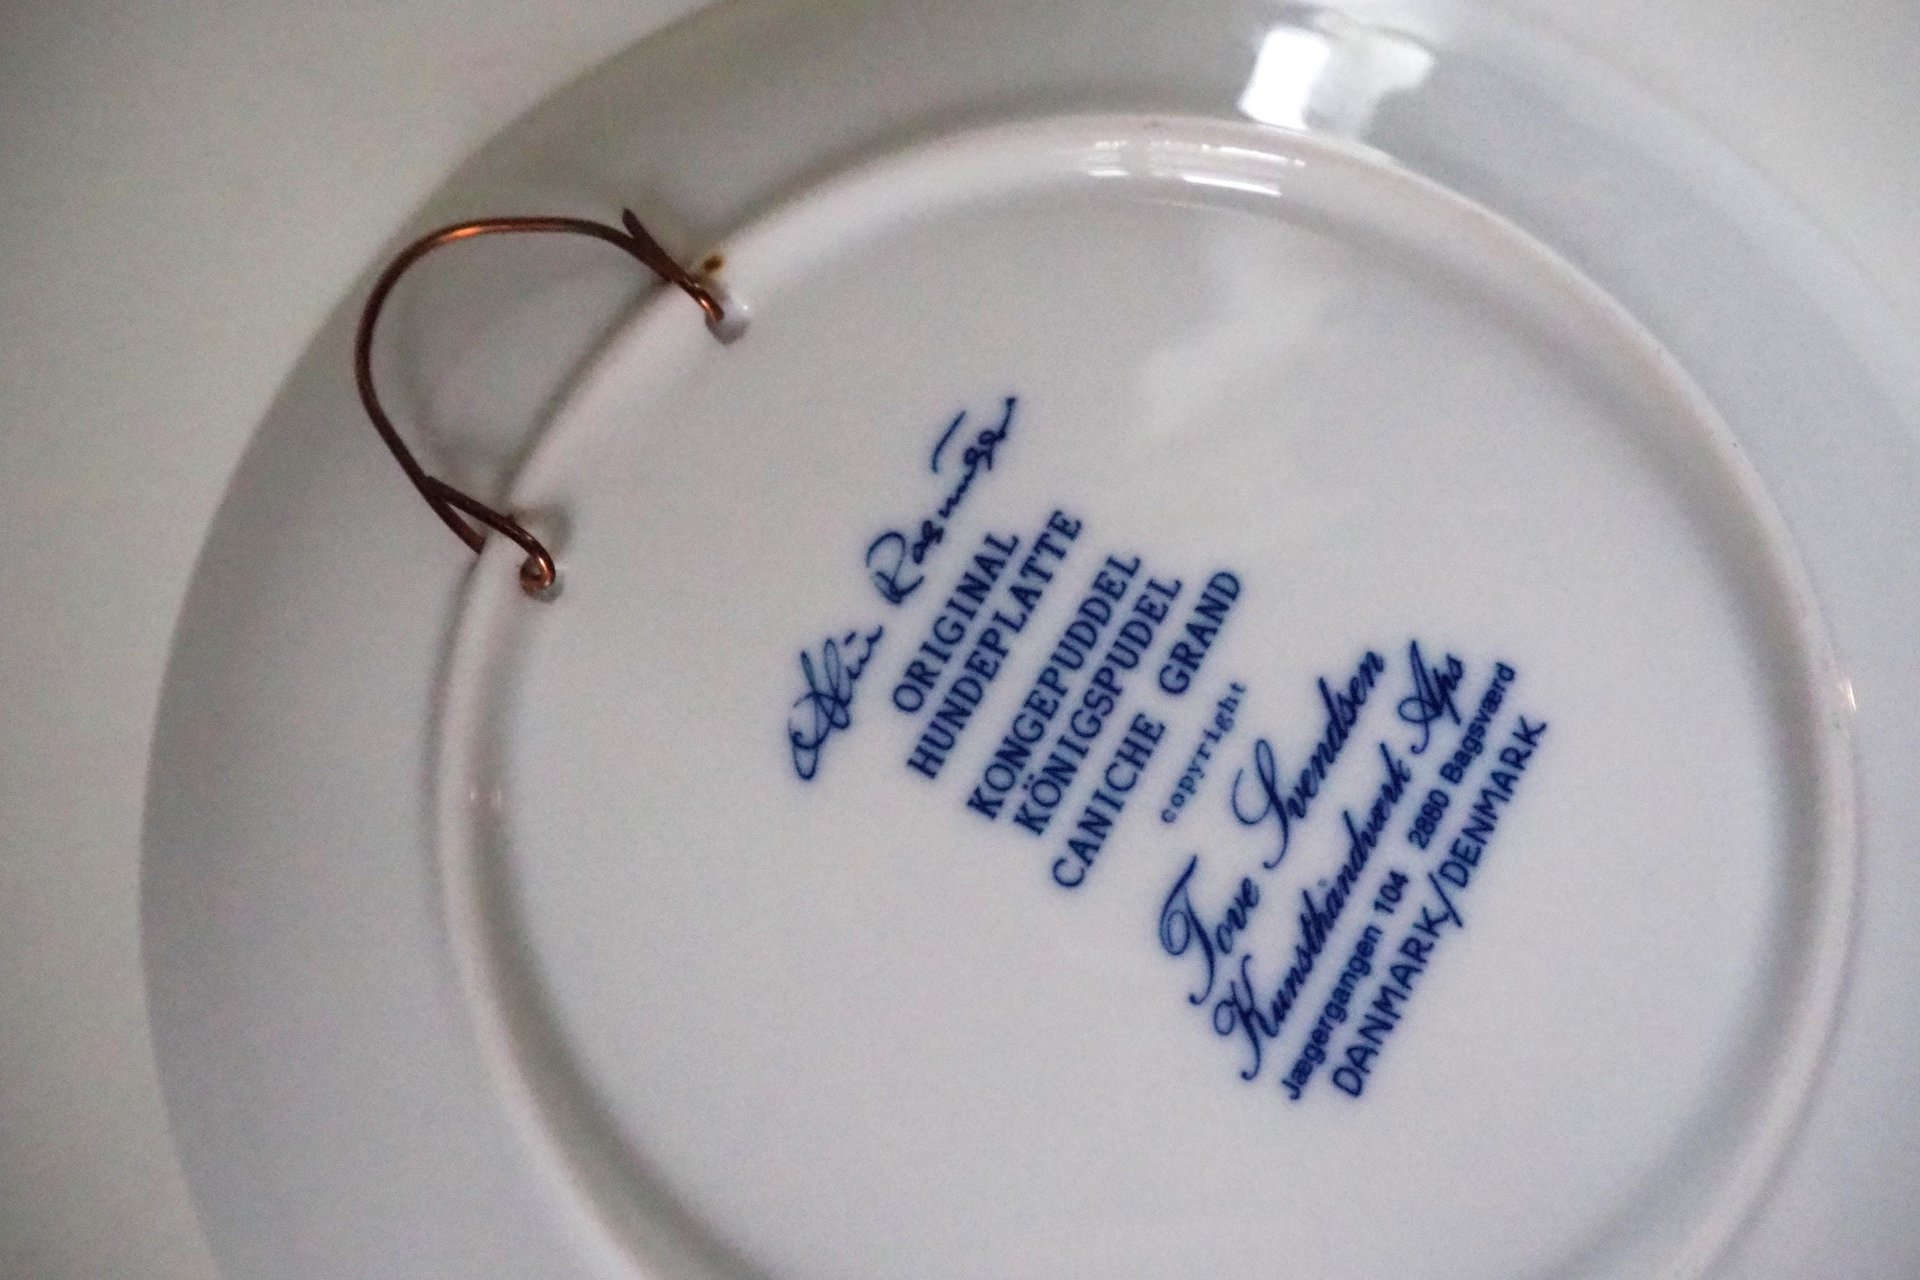 ORIGINAL
HUNDEPLATTE
KONGEPUDDEL
KÖNIGSPUDEL
CANICHE GRAND
copyright
Tove Svendsen
Kunsthåndværk Aps
Jægergangen 104 2880 Bagsværd
DANMARK/DENMARK